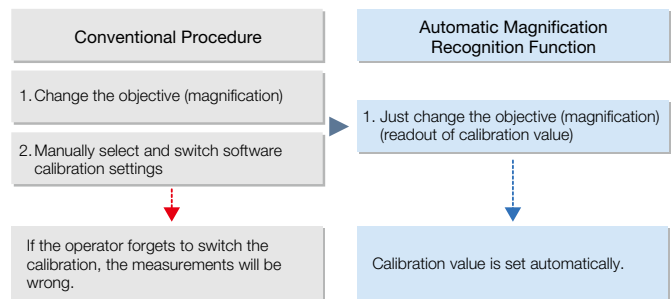 Conventional Procedure
1. Change the objective (magnification)
2. Manually select and switch software
calibration settings
If the operator forgets to switch the
calibration, the measurements will be
wrong.
Automatic Magnification
Recognition Function
1. Just change the objective (magnification)
(readout of calibration value)
Calibration value is set automatically.